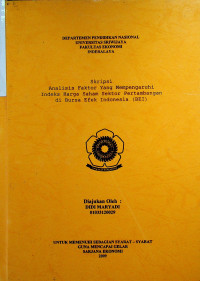 DEPARTEMEN PENDIDIKAN NASIONAL
UNIVERSITAS SRIWIJAYA
FAKULTAS EKONOMI
INDERALAYA
Skripsi
Analisis Faktor Yang Mempengaruhi
Indeks Harga Saham Sektor Pertambangan
di Bursa Efek Indonesia (BEI)
Diajukan Oleh :
DIDI MARYADI
01033120029
UNTUK MEMENUHI SEBAGIAN SYARAT - SYARAT
GUNA MENCAPAI GELAR
SARJANA EKONOMI
2009